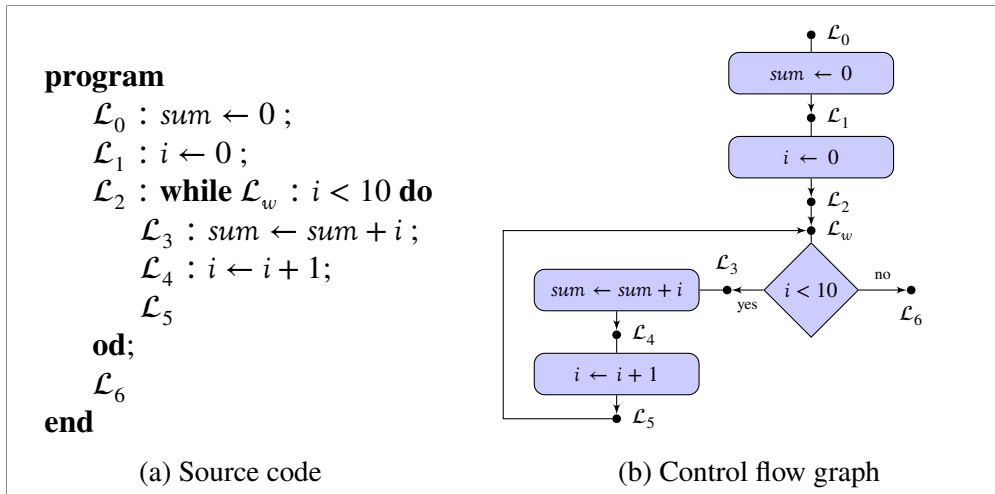 program
ℒ₀ : sum ← 0 ;
ℒ₁ : i ← 0 ;
ℒ₂ : while ℒ_w : i < 10 do
ℒ₃ : sum ← sum + i ;
ℒ₄ : i ← i + 1;
ℒ₅
od;
ℒ₆
end
(a) Source code
ℒ₀
sum ← 0
ℒ₁
i ← 0
ℒ₂
ℒ_w
ℒ₃
sum ← sum + i
yes
i < 10
no
ℒ₆
ℒ₄
i ← i + 1
ℒ₅
(b) Control flow graph